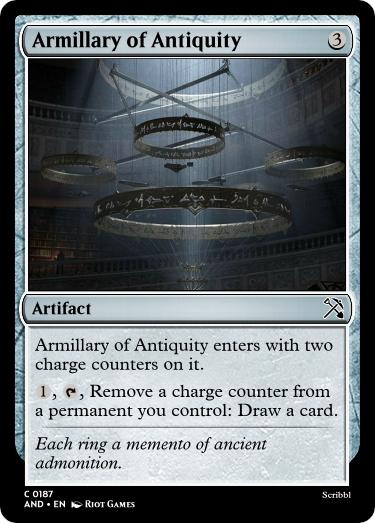 Armillary of Antiquity 3
Artifact
Armillary of Antiquity enters with two
charge counters on it.
1, , Remove a charge counter from
a permanent you control: Draw a card.
Each ring a memento of ancient
admonition.
C 0187
AND • EN Riot Games
Scribbl